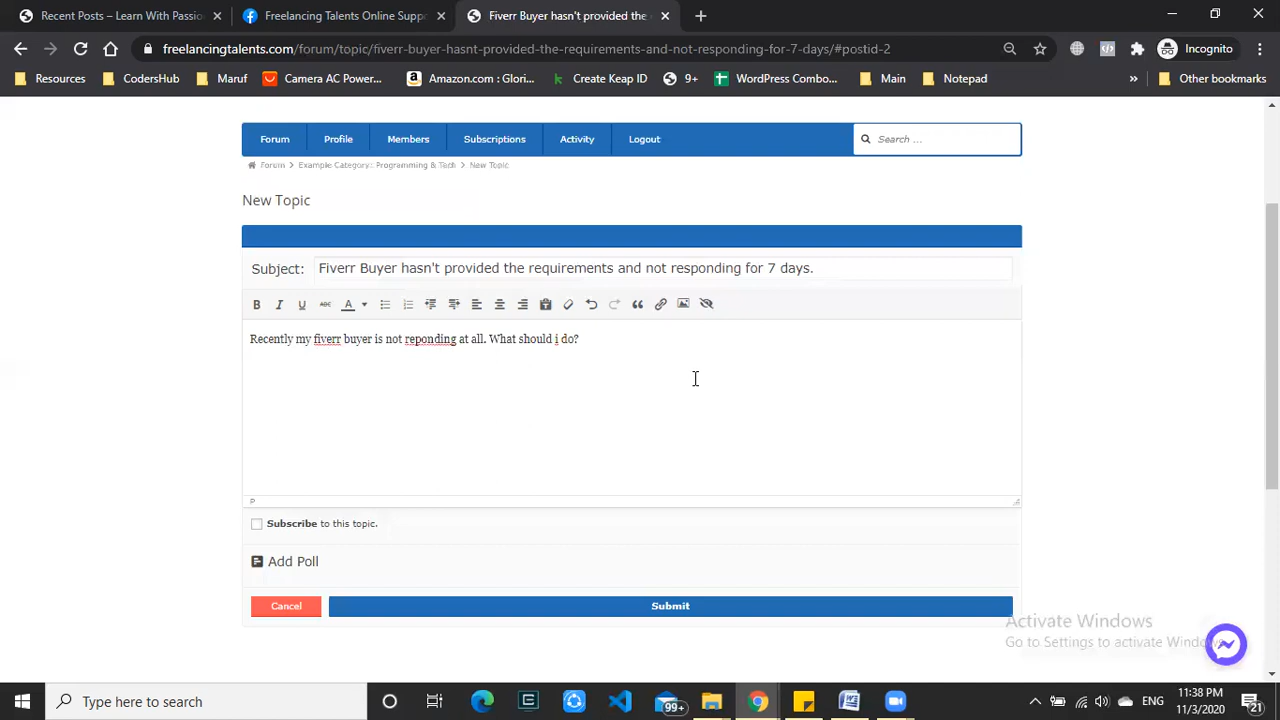 Recent Posts – Learn With Passio
Freelancing Talents Online Supp
Fiverr Buyer hasn't provided the
freelancingtalents.com/forum/topic/fiverr-buyer-hasnt-provided-the-requirements-and-not-responding-for-7-days/#postid-2
Incognito
Resources
CodersHub
Maruf
Camera AC Power...
Amazon.com : Glori...
Create Keap ID
9+
WordPress Combo...
Main
Notepad
»
Other bookmarks
Forum
Profile
Members
Subscriptions
Activity
Logout
Search ...
Forum > Example Category: Programming & Tech > New Topic
New Topic
Subject: Fiverr Buyer hasn't provided the requirements and not responding for 7 days.
B I U ABC A
Recently my fiverr buyer is not reponding at all. What should i do?
P
Subscribe to this topic.
Add Poll
Cancel
Submit
Activate Windows
Go to Settings to activate Windows
Type here to search
99+
ENG
11:38 PM
11/3/2020
21